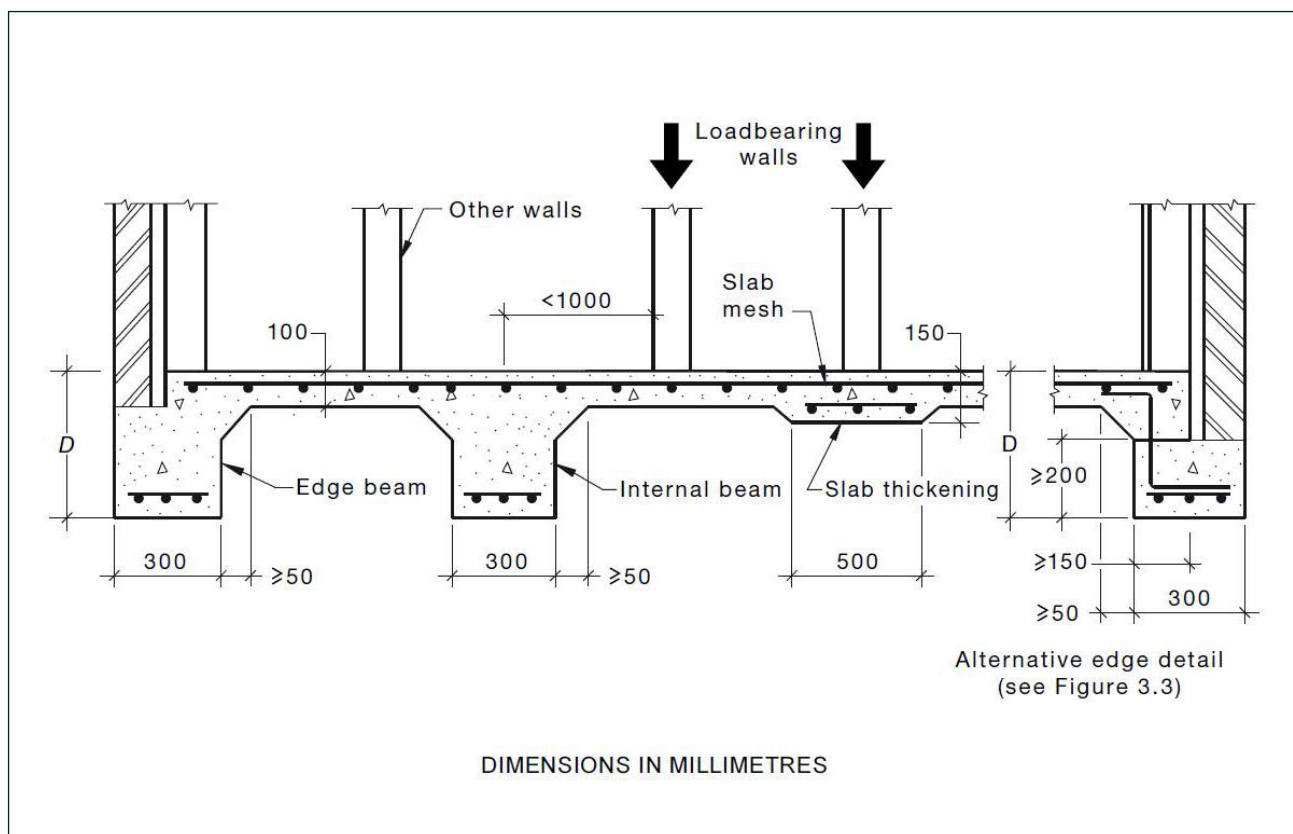 Loadbearing
walls
Other walls
<1000
Slab
mesh
100
150
D
D
Edge beam
Internal beam
Slab thickening
≥200
300
≥50
300
≥50
500
≥150
≥50
300
Alternative edge detail
(see Figure 3.3)
DIMENSIONS IN MILLIMETRES